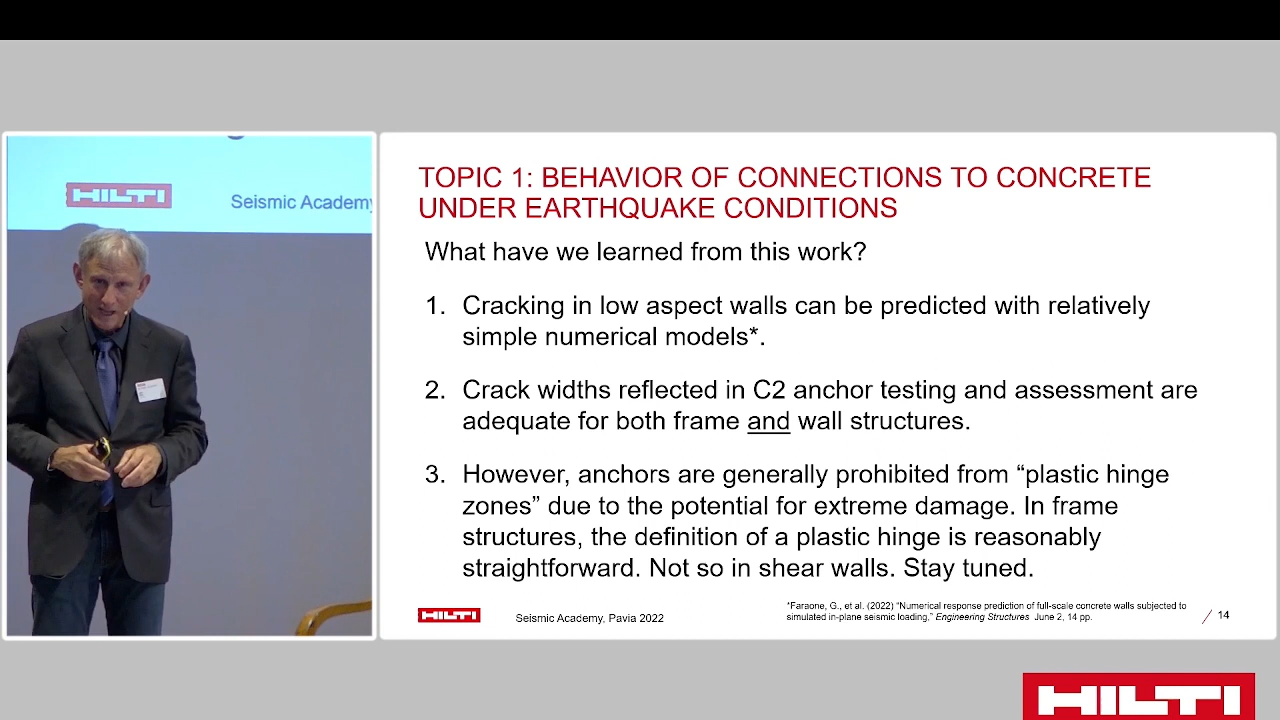 HILTI
Seismic Academy
TOPIC 1: BEHAVIOR OF CONNECTIONS TO CONCRETE
UNDER EARTHQUAKE CONDITIONS
What have we learned from this work?
1. Cracking in low aspect walls can be predicted with relatively
simple numerical models*.
2. Crack widths reflected in C2 anchor testing and assessment are
adequate for both frame and wall structures.
3. However, anchors are generally prohibited from “plastic hinge
zones” due to the potential for extreme damage. In frame
structures, the definition of a plastic hinge is reasonably
straightforward. Not so in shear walls. Stay tuned.
HILTI
Seismic Academy, Pavia 2022
*Faraone, G., et al. (2022) “Numerical response prediction of full-scale concrete walls subjected to
simulated in-plane seismic loading,” Engineering Structures June 2, 14 pp.
/ 14
HILTI